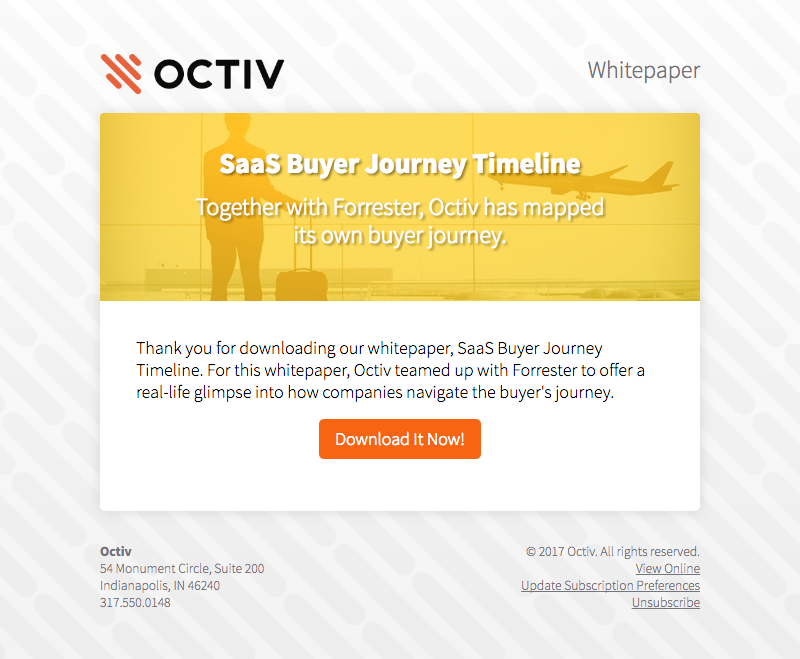 OCTIV
Whitepaper
SaaS Buyer Journey Timeline
Together with Forrester, Octiv has mapped
its own buyer journey.
Thank you for downloading our whitepaper, SaaS Buyer Journey
Timeline. For this whitepaper, Octiv teamed up with Forrester to offer a
real-life glimpse into how companies navigate the buyer's journey.
Download It Now!
Octiv
54 Monument Circle, Suite 200
Indianapolis, IN 46240
317.550.0148
© 2017 Octiv. All rights reserved.
View Online
Update Subscription Preferences
Unsubscribe